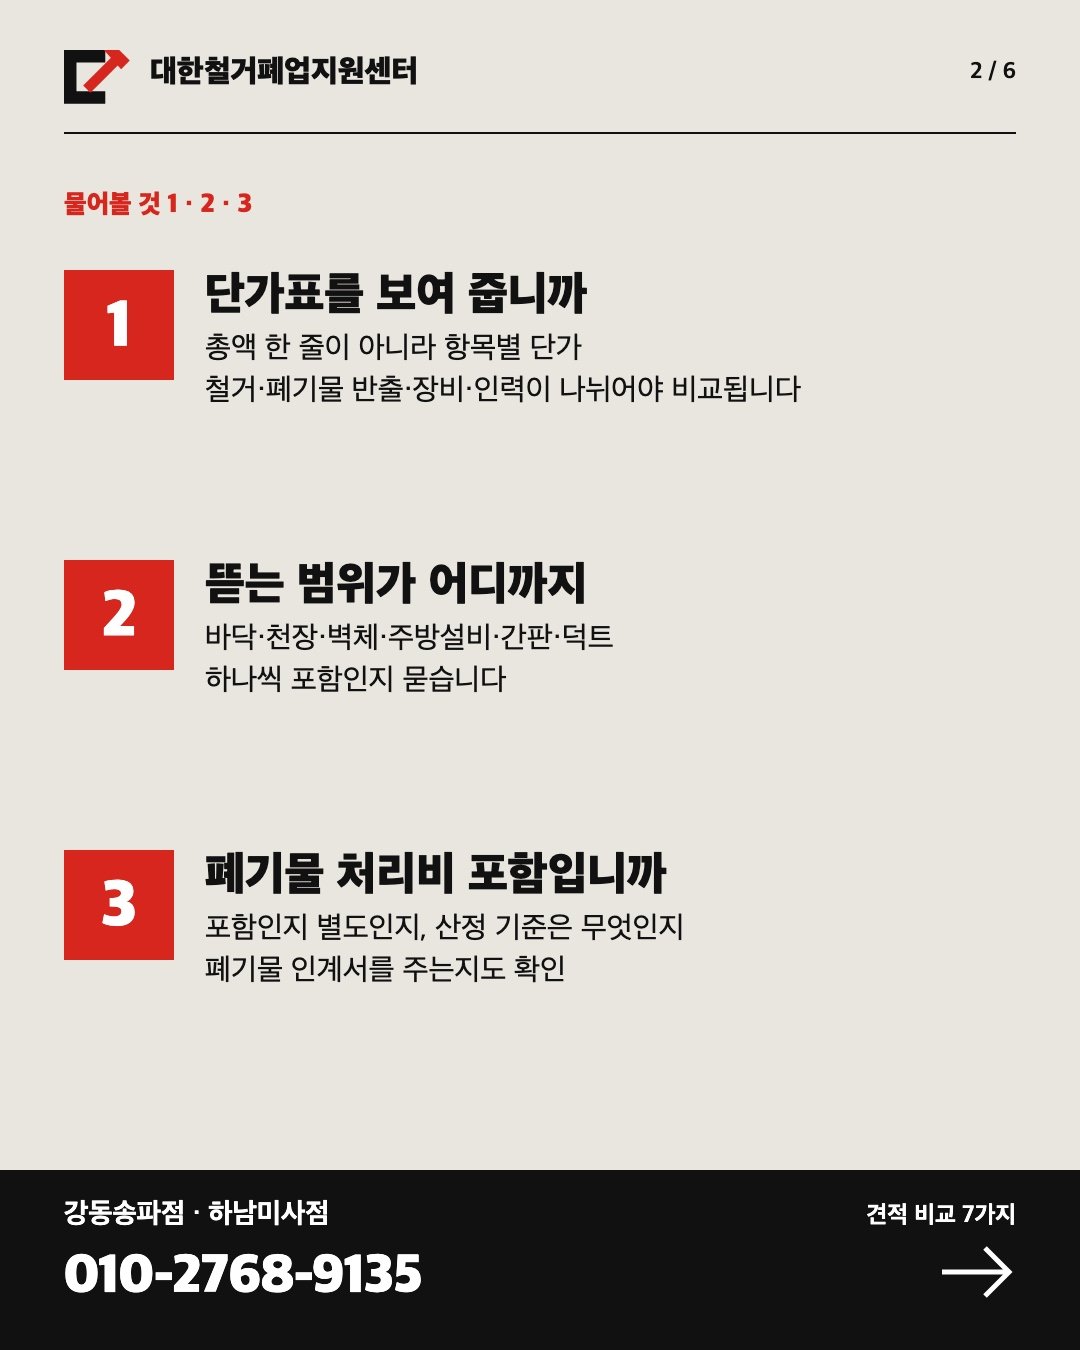 대한철거폐업지원센터
2 / 6
물어볼 것 1 · 2 · 3
1
단가표를 보여 줍니까
총액 한 줄이 아니라 항목별 단가
철거·폐기물 반출·장비·인력이 나뉘어야 비교됩니다
2
뜯는 범위가 어디까지
바닥·천장·벽체·주방설비·간판·덕트
하나씩 포함인지 묻습니다
3
폐기물 처리비 포함입니까
포함인지 별도인지, 산정 기준은 무엇인지
폐기물 인계서를 주는지도 확인
강동송파점 · 하남미사점
010-2768-9135
견적 비교 7가지